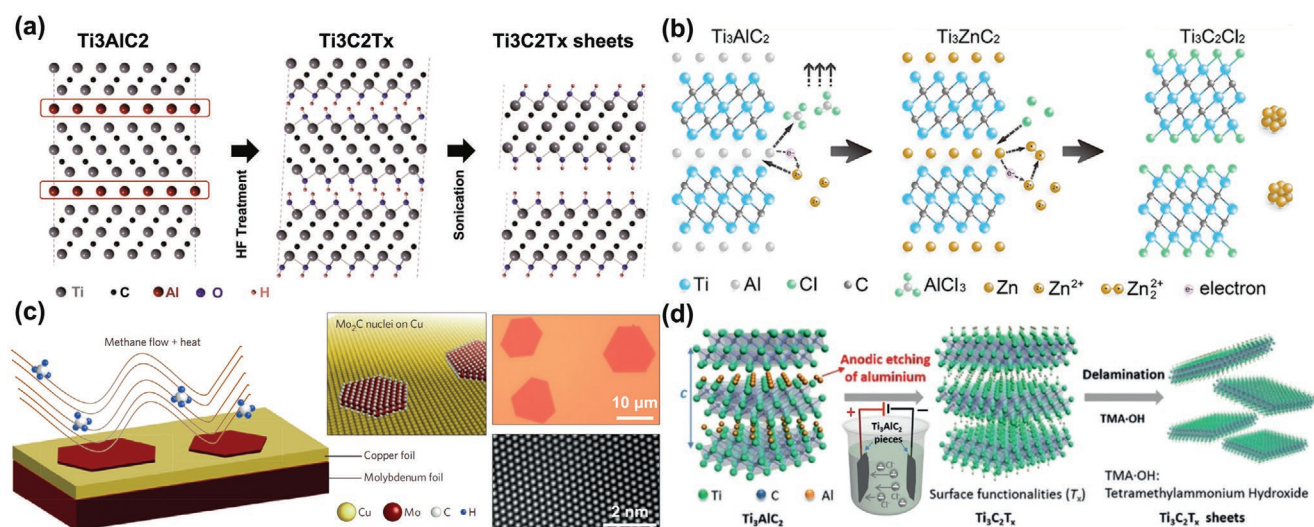 (a)
Ti3AlC2
Ti3C2Tx
Ti3C2Tx sheets
HF Treatment
Sonication
Ti
C
Al
O
H
(b)
Ti₃AlC₂
Ti₃ZnC₂
Ti₃C₂Cl₂
Ti
Al
Cl
C
AlCl₃
Zn
Zn²⁺
Zn₂²⁺
electron
(c)
Methane flow + heat
Copper foil
Molybdenum foil
Cu
Mo
C
H
Mo₂C nuclei on Cu
10 μm
2 nm
(d)
c
Anodic etching
of aluminium
+
−
Ti₃AlC₂
pieces
Delamination
TMA·OH
TMA·OH:
Tetramethylammonium Hydroxide
Ti
C
Al
Ti₃AlC₂
Surface functionalities (Tₓ)
Ti₃C₂Tₓ
Ti₃C₂Tₓ sheets